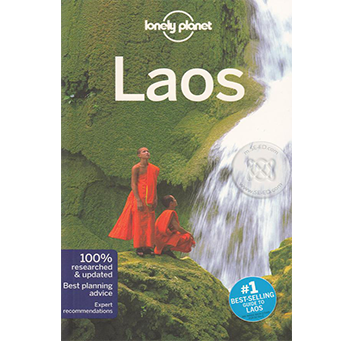 lonely planet
Laos
100%
researched
& updated
Best planning
advice
Expert
recommendations
#1
BEST-SELLING
GUIDE TO
LAOS